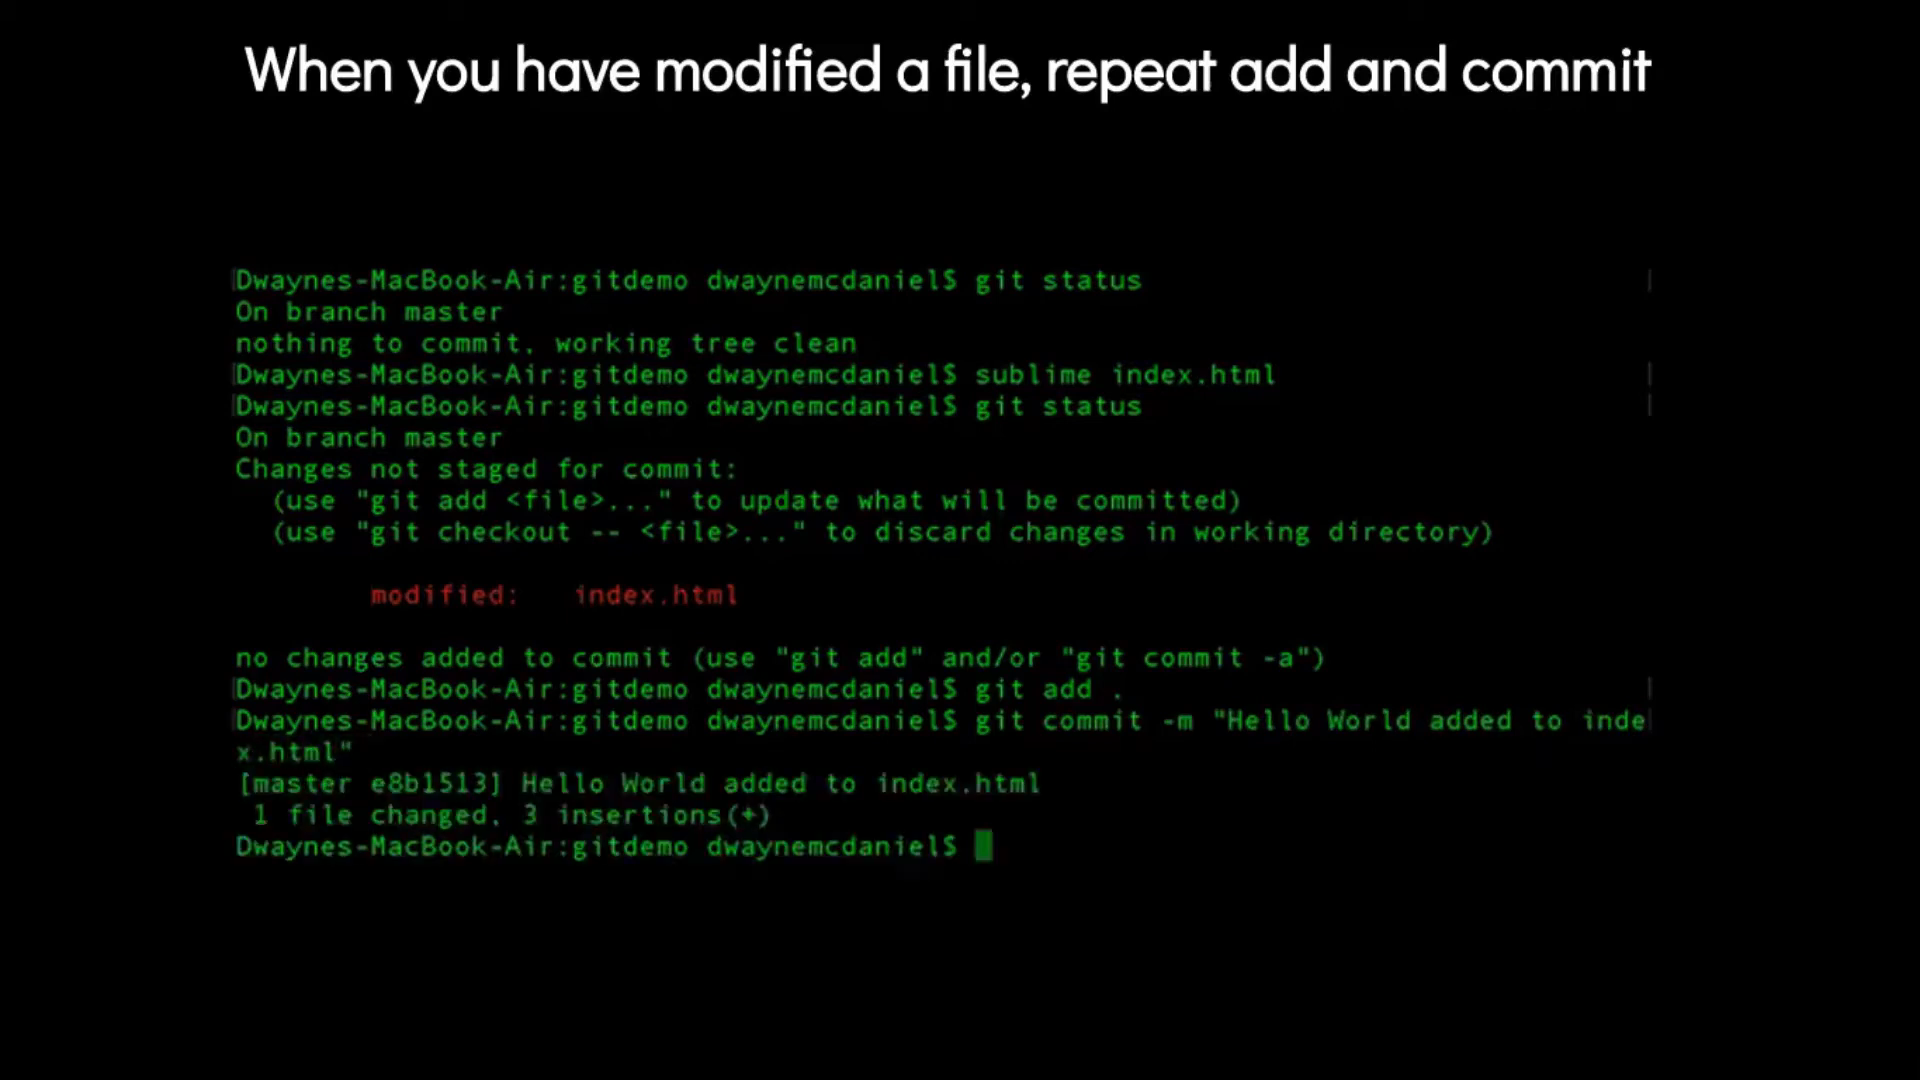 When you have modified a file, repeat add and commit
Dwaynes-MacBook-Air:gitdemo dwaynemcdaniel$ git status
On branch master
nothing to commit, working tree clean
Dwaynes-MacBook-Air:gitdemo dwaynemcdaniel$ sublime index.html
Dwaynes-MacBook-Air:gitdemo dwaynemcdaniel$ git status
On branch master
Changes not staged for commit:
  (use "git add <file>..." to update what will be committed)
  (use "git checkout -- <file>..." to discard changes in working directory)
        modified:   index.html
no changes added to commit (use "git add" and/or "git commit -a")
Dwaynes-MacBook-Air:gitdemo dwaynemcdaniel$ git add .
Dwaynes-MacBook-Air:gitdemo dwaynemcdaniel$ git commit -m "Hello World added to inde
x.html"
[master e8b1513] Hello World added to index.html
 1 file changed, 3 insertions(+)
Dwaynes-MacBook-Air:gitdemo dwaynemcdaniel$